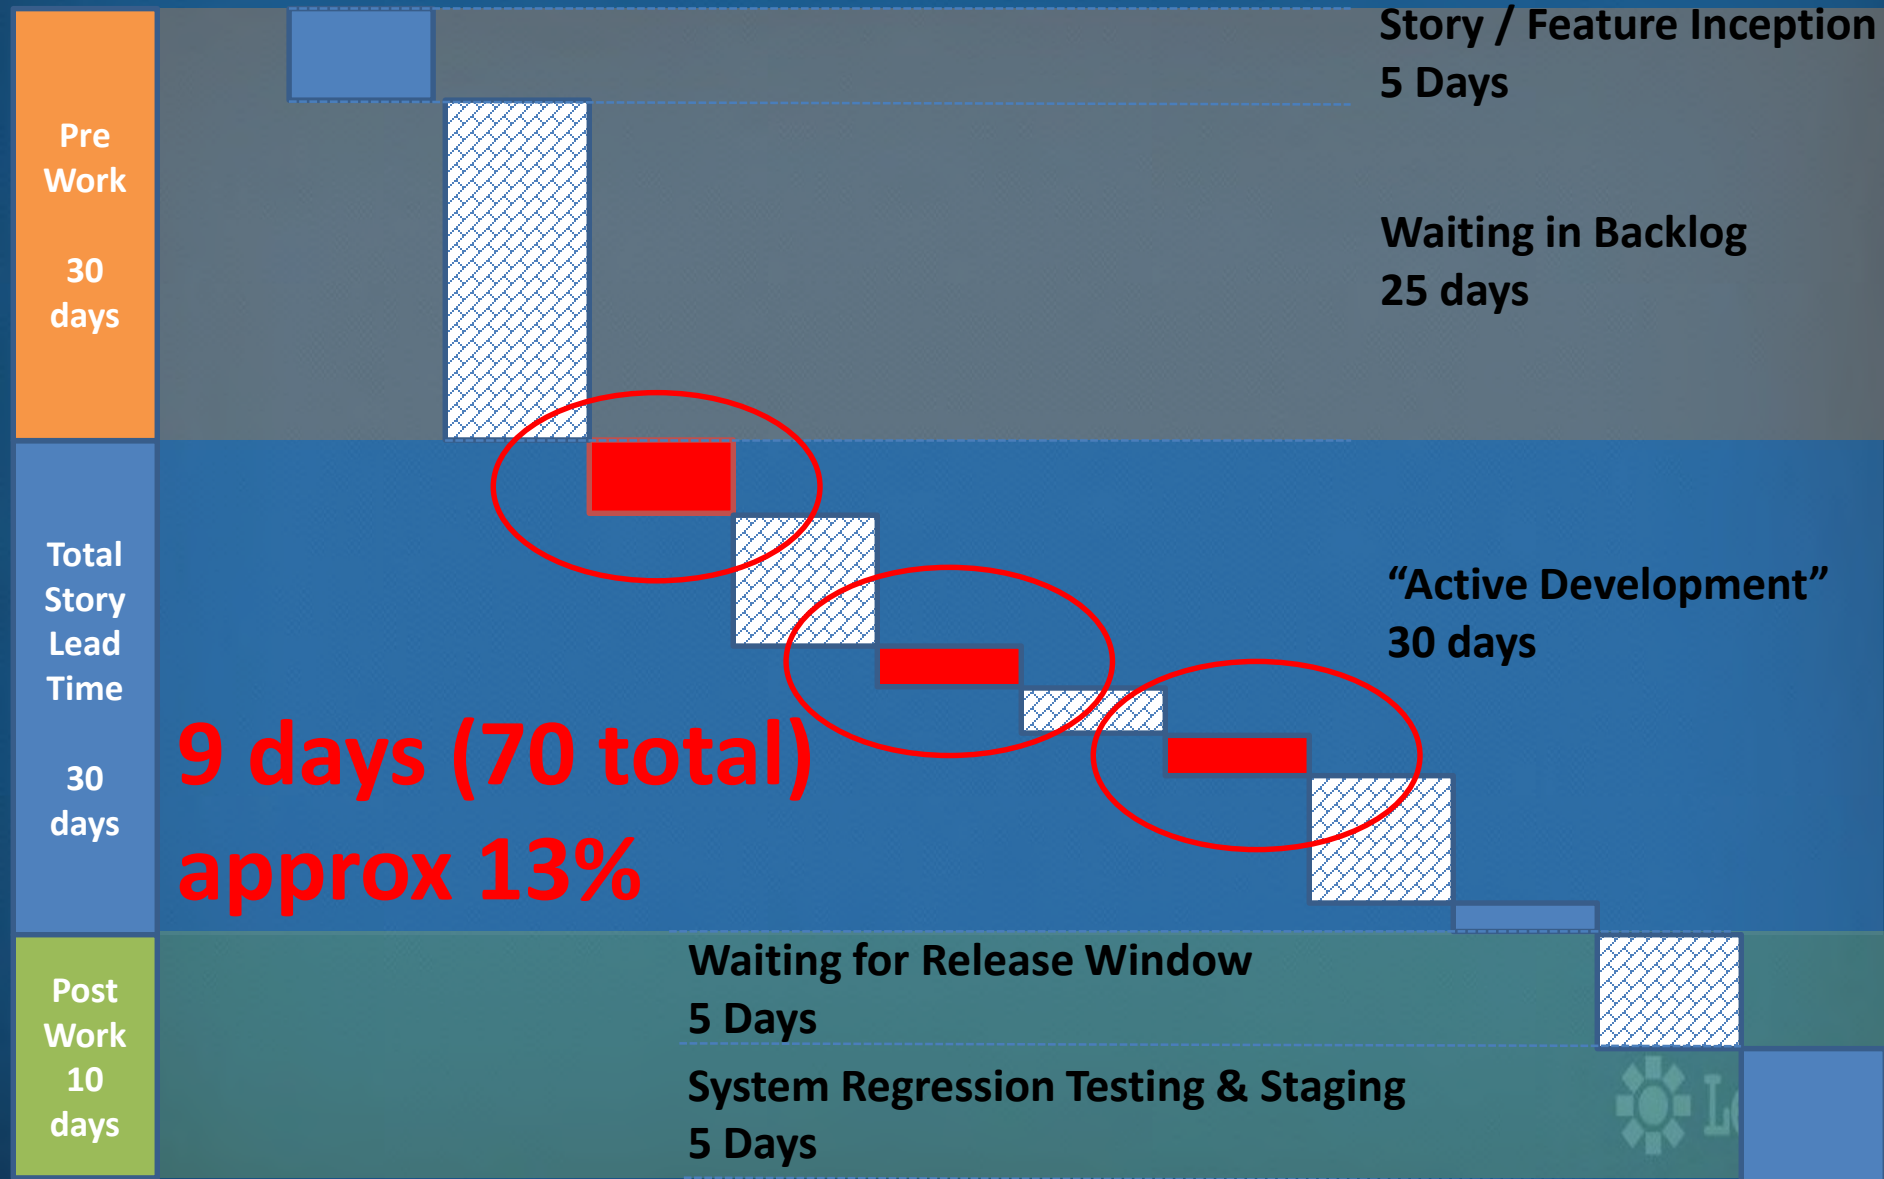 Story / Feature Inception
5 Days
Pre
Work
30
days
Waiting in Backlog
25 days
Total
Story
Lead
Time
30
days
“Active Development”
30 days
9 days (70 total)
approx 13%
Post
Work
10
days
Waiting for Release Window
5 Days
System Regression Testing & Staging
5 Days